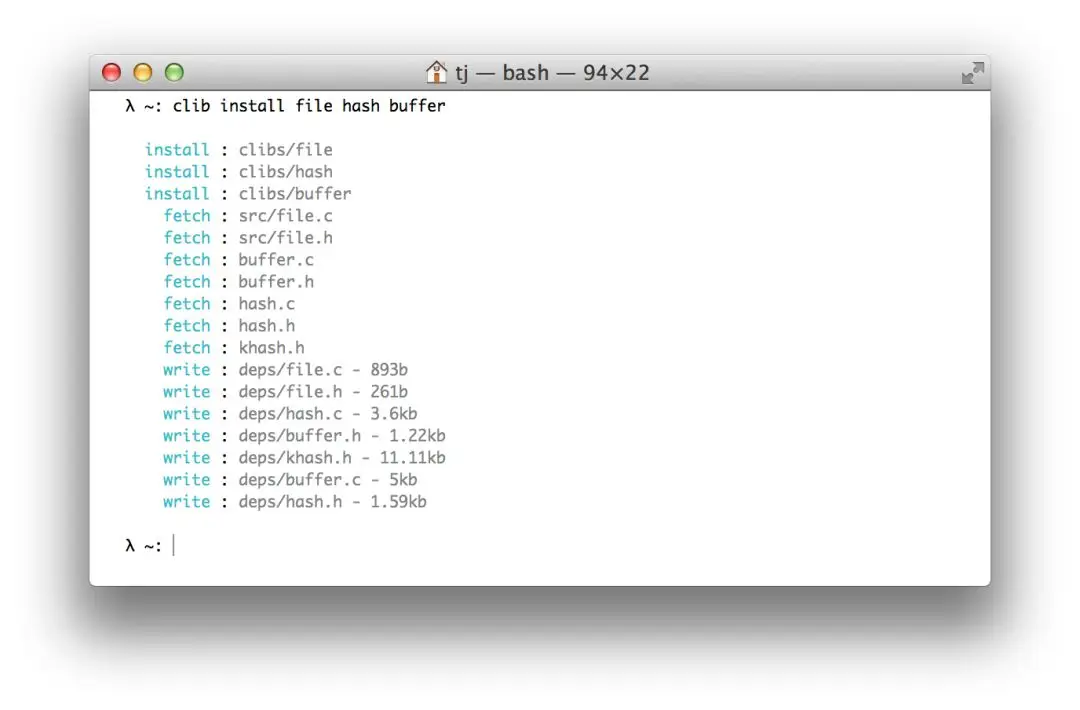 tj — bash — 94×22
λ ~: clib install file hash buffer
install : clibs/file
install : clibs/hash
install : clibs/buffer
fetch : src/file.c
fetch : src/file.h
fetch : buffer.c
fetch : buffer.h
fetch : hash.c
fetch : hash.h
fetch : khash.h
write : deps/file.c - 893b
write : deps/file.h - 261b
write : deps/hash.c - 3.6kb
write : deps/buffer.h - 1.22kb
write : deps/khash.h - 11.11kb
write : deps/buffer.c - 5kb
write : deps/hash.h - 1.59kb
λ ~: